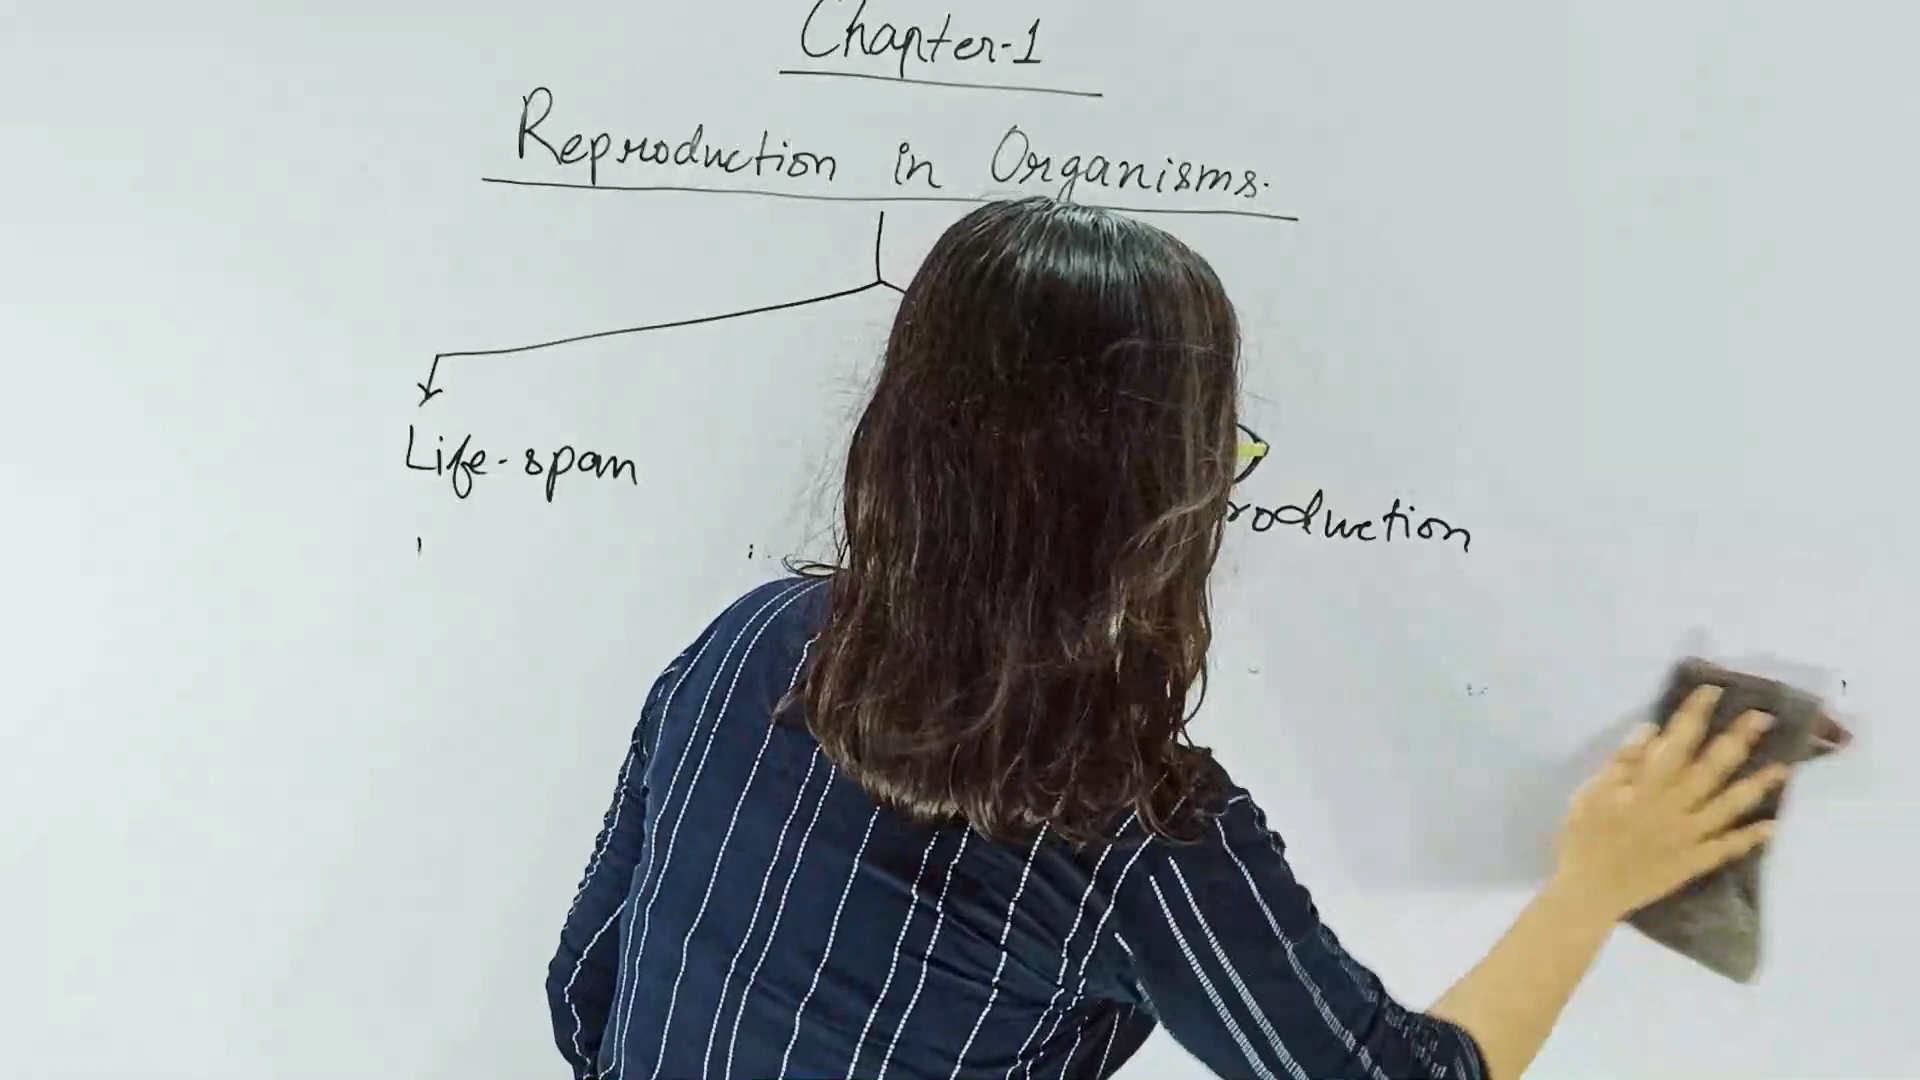 Chapter-1
Reproduction in Organisms.
Life-span
roduction